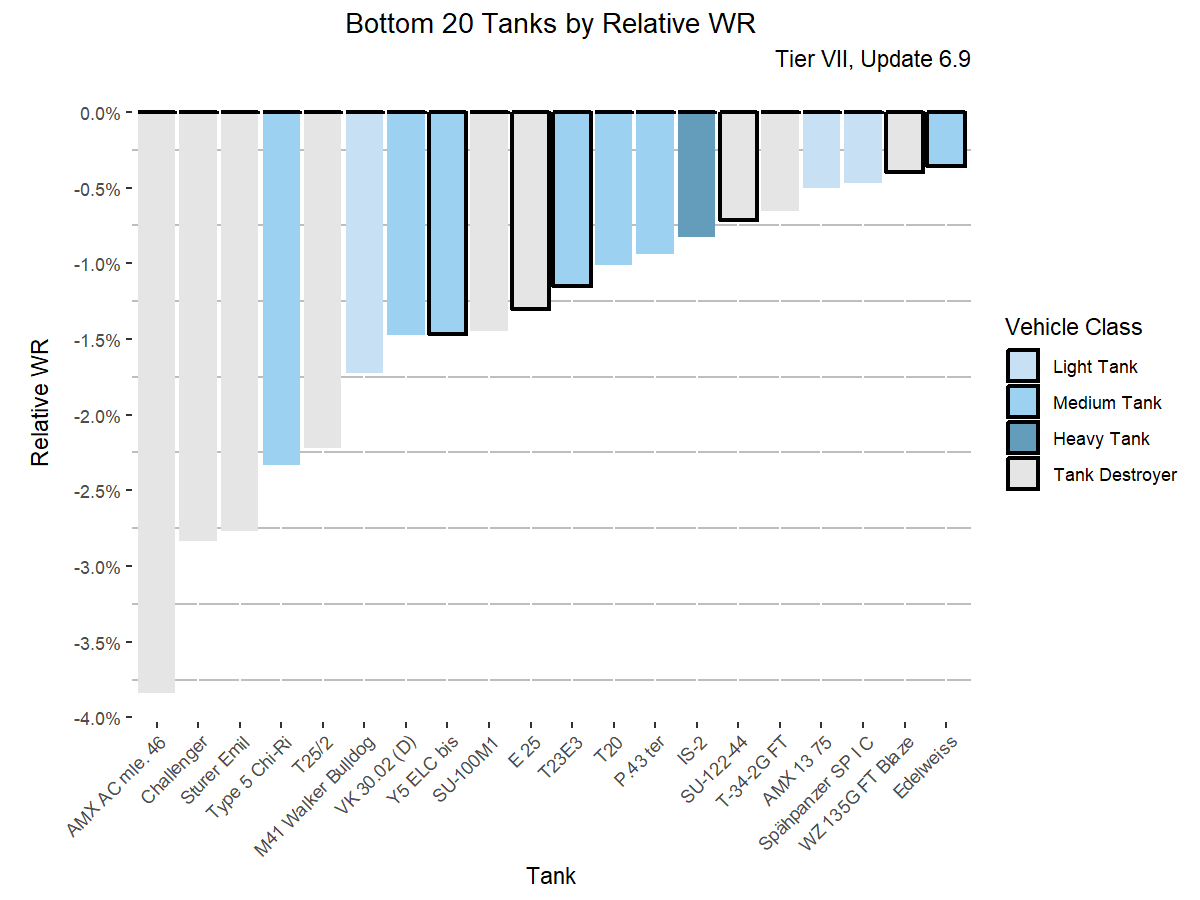 Bottom 20 Tanks by Relative WR
Tier VII, Update 6.9
Relative WR
0.0%
-0.5%
-1.0%
-1.5%
-2.0%
-2.5%
-3.0%
-3.5%
-4.0%
AMX AC mle. 46
Challenger
Sturer Emil
Type 5 Chi-Ri
T25/2
M41 Walker Bulldog
VK 30.02 (D)
Y5 ELC bis
SU-100M1
E 25
T23E3
T20
P.43 ter
IS-2
SU-122-44
T-34-2G FT
AMX 13 75
Spähpanzer SP I C
WZ 135G FT Blaze
Edelweiss
Tank
Vehicle Class
Light Tank
Medium Tank
Heavy Tank
Tank Destroyer